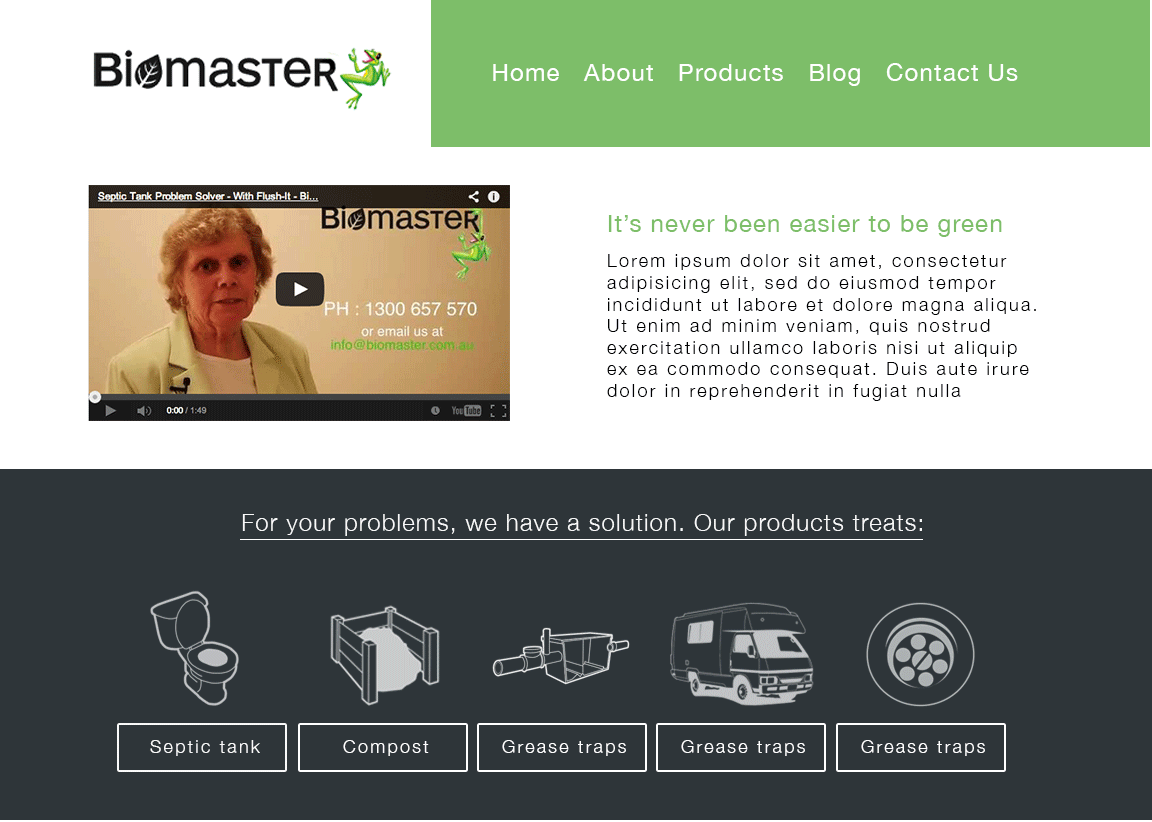 Biomaster
Home About Products Blog Contact Us
Septic Tank Problem Solver - With Flush-It - Bi...
Biomaster
PH : 1300 657 570
or email us at
info@biomaster.com.au
0:00 / 1:49
YouTube
It's never been easier to be green
Lorem ipsum dolor sit amet, consectetur
adipisicing elit, sed do eiusmod tempor
incididunt ut labore et dolore magna aliqua.
Ut enim ad minim veniam, quis nostrud
exercitation ullamco laboris nisi ut aliquip
ex ea commodo consequat. Duis aute irure
dolor in reprehenderit in fugiat nulla
For your problems, we have a solution. Our products treats:
Septic tank
Compost
Grease traps
Grease traps
Grease traps